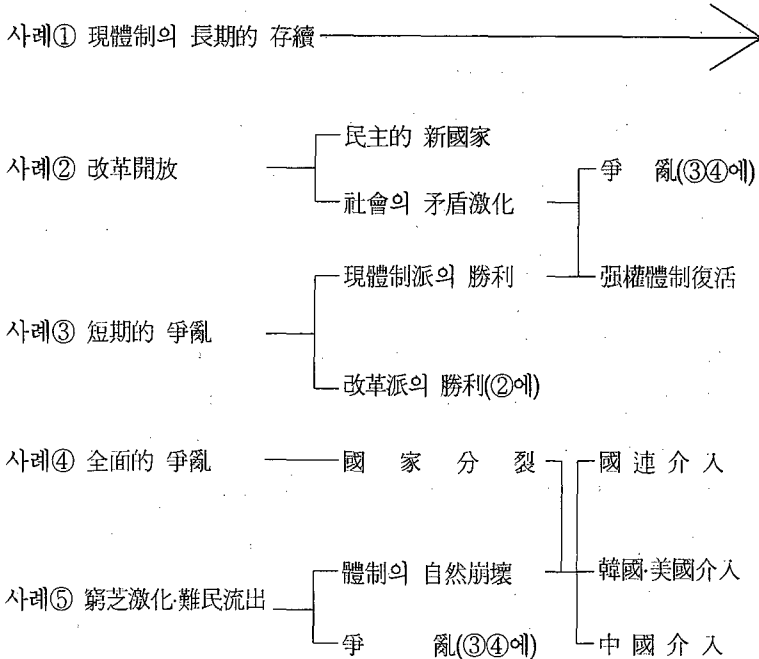 사례① 現體制의 長期的 存續
民主的 新國家
사례② 改革開放
爭 亂(③④에)
社會의 矛盾激化
現體制派의 勝利
强權體制復活
사례③ 短期的 爭亂
改革派의 勝利(②에)
사례④ 全面的 爭亂
國 家 分 裂
國 連 介 入
體制의 自然崩壞
韓國·美國介入
사례⑤ 窮芝激化·難民流出
爭 亂(③④에)
中 國 介 入